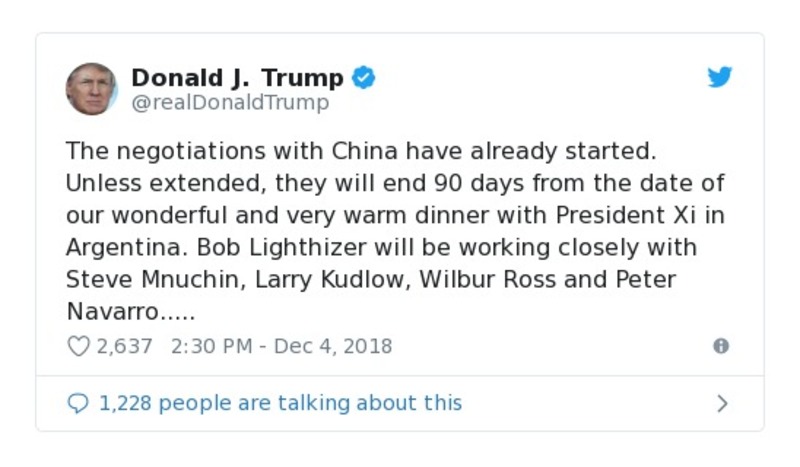 Donald J. Trump
@realDonaldTrump
The negotiations with China have already started.
Unless extended, they will end 90 days from the date of
our wonderful and very warm dinner with President Xi in
Argentina. Bob Lighthizer will be working closely with
Steve Mnuchin, Larry Kudlow, Wilbur Ross and Peter
Navarro.....
2,637 2:30 PM - Dec 4, 2018
1,228 people are talking about this